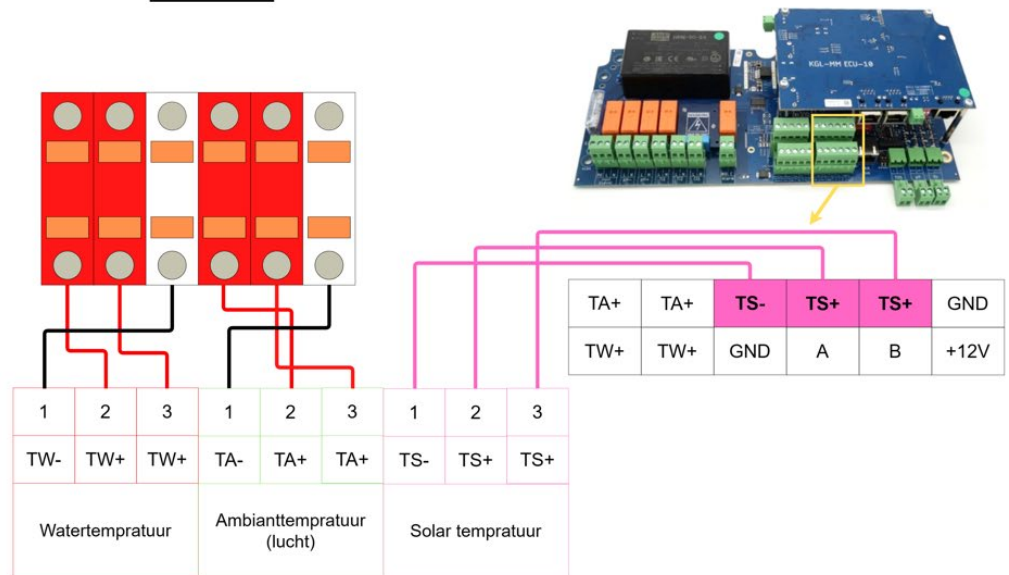 KGL-MM ECU-10
TA+ TA+ TS- TS+ TS+ GND
TW+ TW+ GND A B +12V
1 2 3 1 2 3 1 2 3
TW- TW+ TW+ TA- TA+ TA+ TS- TS+ TS+
Watertempratuur
Ambianttempratuur
(lucht)
Solar tempratuur